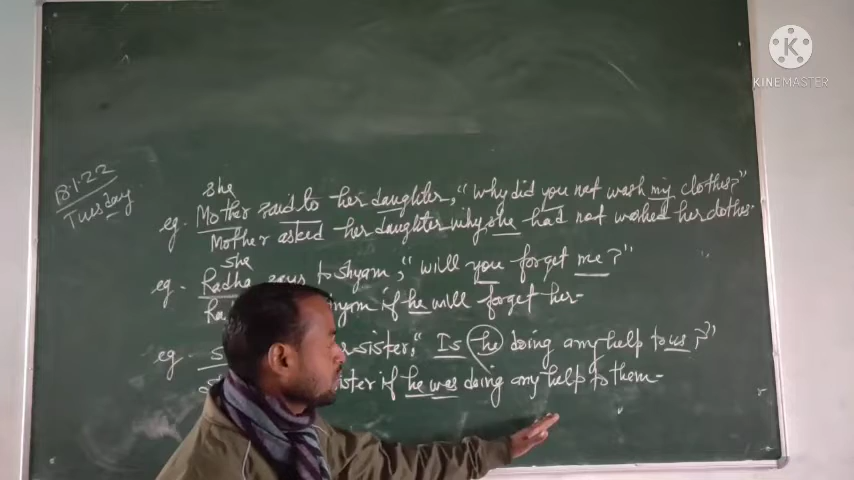 KINEMASTER
18.1.22
Tuesday
she
eg. Mother said to her daughter, "why did you not wash my clothes?"
Mother asked her daughter why she had not washed her clothes.
she
eg. Radha says to Shyam, "will you forget me?"
if he will forget her.
eg. sister, "Is he doing any help to us?"
if he was doing any help to them.